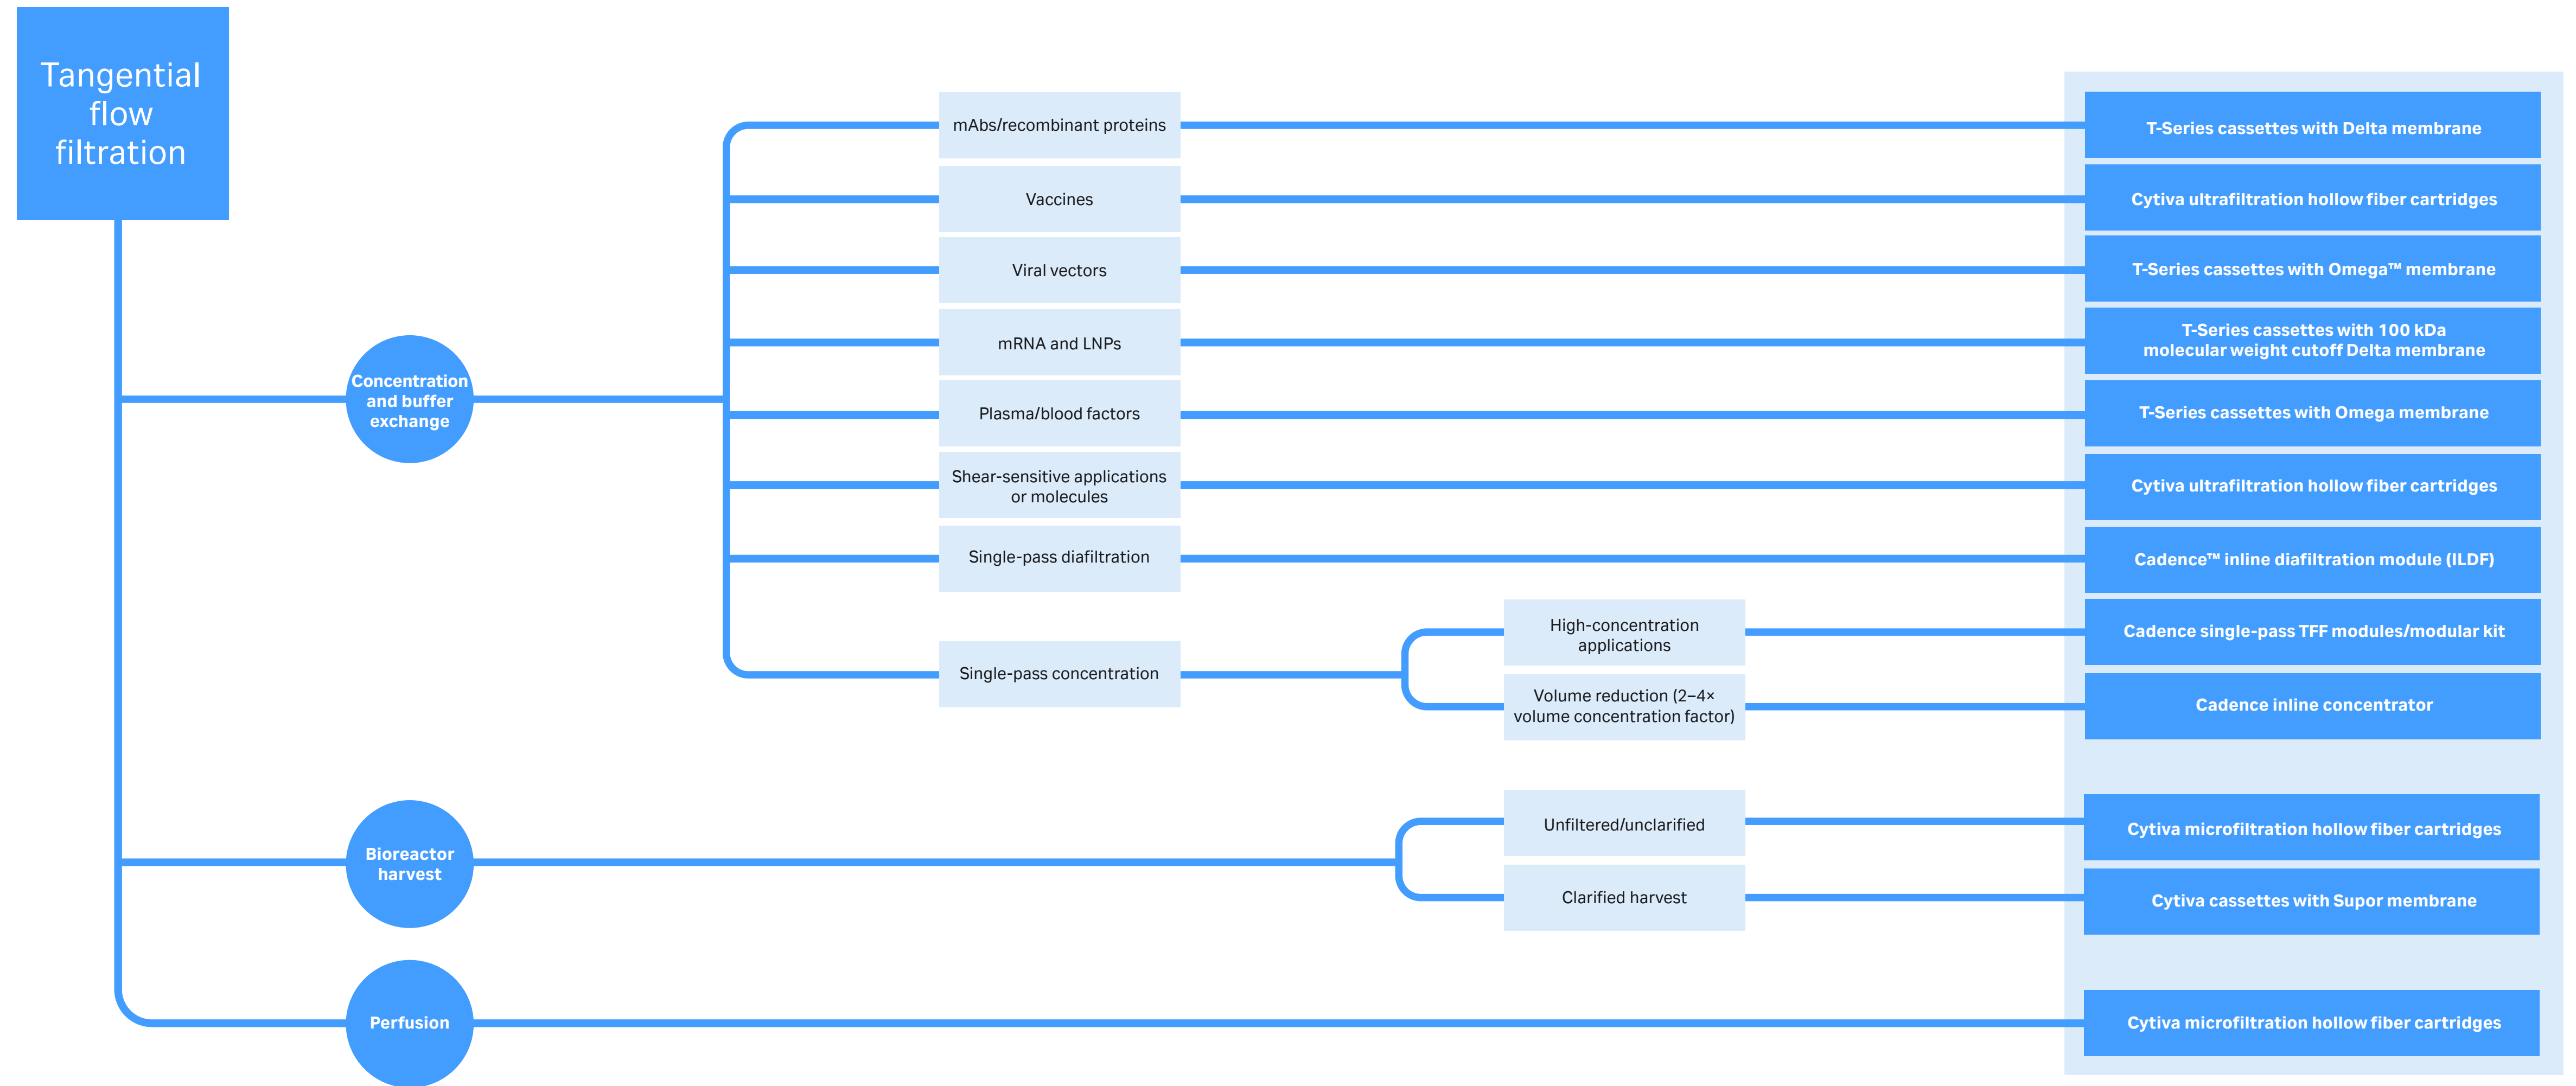 Tangential
flow
filtration
mAbs/recombinant proteins
T-Series cassettes with Delta membrane
Vaccines
Cytiva ultrafiltration hollow fiber cartridges
Viral vectors
T-Series cassettes with Omega™ membrane
mRNA and LNPs
T-Series cassettes with 100 kDa
molecular weight cutoff Delta membrane
Concentration
and buffer
exchange
Plasma/blood factors
T-Series cassettes with Omega membrane
Shear-sensitive applications
or molecules
Cytiva ultrafiltration hollow fiber cartridges
Single-pass diafiltration
Cadence™ inline diafiltration module (ILDF)
Single-pass concentration
High-concentration
applications
Cadence single-pass TFF modules/modular kit
Volume reduction (2–4×
volume concentration factor)
Cadence inline concentrator
Bioreactor
harvest
Unfiltered/unclarified
Cytiva microfiltration hollow fiber cartridges
Clarified harvest
Cytiva cassettes with Supor membrane
Perfusion
Cytiva microfiltration hollow fiber cartridges